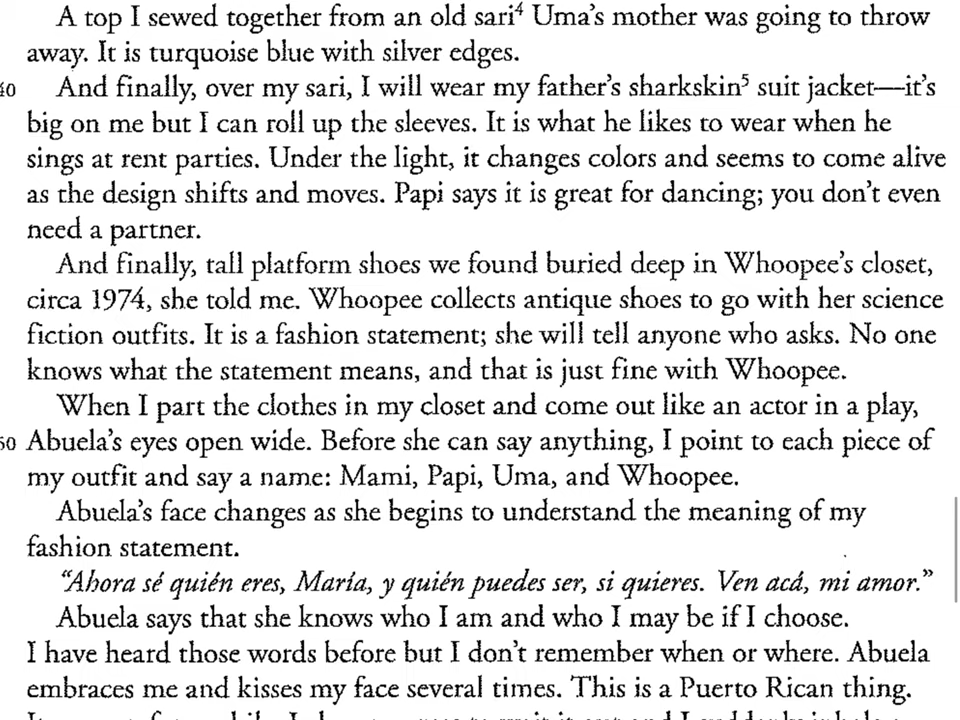 A top I sewed together from an old sari⁴ Uma’s mother was going to throw
away. It is turquoise blue with silver edges.
And finally, over my sari, I will wear my father’s sharkskin⁵ suit jacket—it’s
big on me but I can roll up the sleeves. It is what he likes to wear when he
sings at rent parties. Under the light, it changes colors and seems to come alive
as the design shifts and moves. Papi says it is great for dancing; you don’t even
need a partner.
And finally, tall platform shoes we found buried deep in Whoopee’s closet,
circa 1974, she told me. Whoopee collects antique shoes to go with her science
fiction outfits. It is a fashion statement; she will tell anyone who asks. No one
knows what the statement means, and that is just fine with Whoopee.
When I part the clothes in my closet and come out like an actor in a play,
Abuela’s eyes open wide. Before she can say anything, I point to each piece of
my outfit and say a name: Mami, Papi, Uma, and Whoopee.
Abuela’s face changes as she begins to understand the meaning of my
fashion statement.
“Ahora sé quién eres, María, y quién puedes ser, si quieres. Ven acá, mi amor.”
Abuela says that she knows who I am and who I may be if I choose.
I have heard those words before but I don’t remember when or where. Abuela
embraces me and kisses my face several times. This is a Puerto Rican thing.